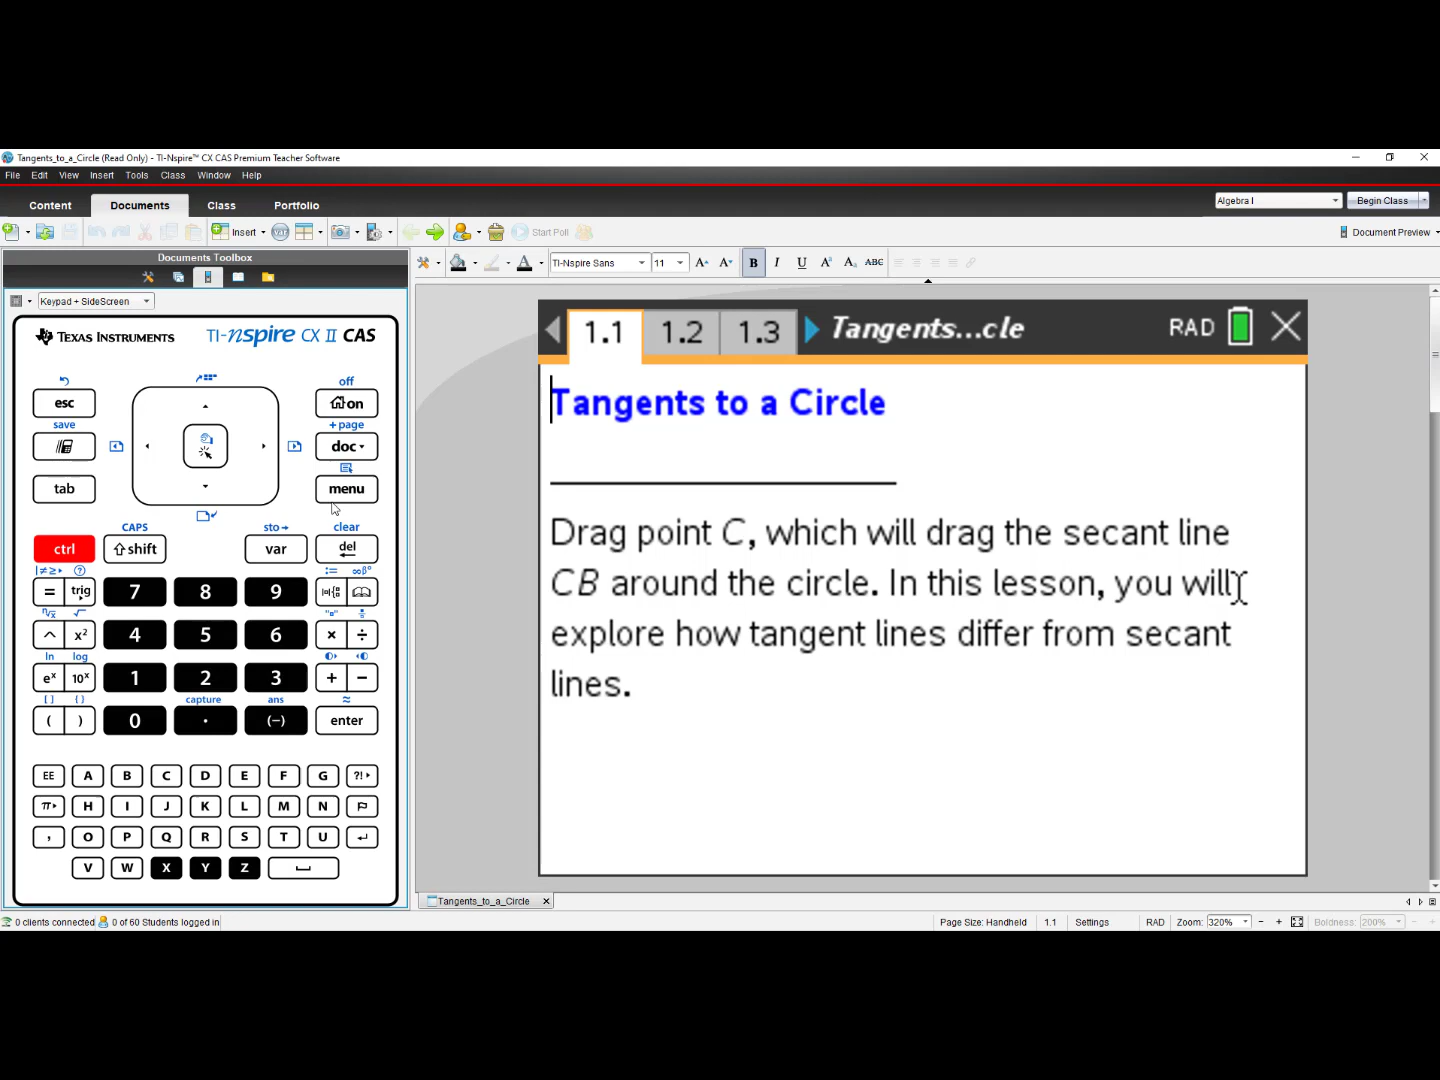 Tangents_to_a_Circle (Read Only) - TI-Nspire™ CX CAS Premium Teacher Software
File Edit View Insert Tools Class Window Help
Content Documents Class Portfolio
Algebra I
Begin Class
Insert
Start Poll
Document Preview
Documents Toolbox
TI-Nspire Sans
11
B I U A A ABC
Keypad + SideScreen
TEXAS INSTRUMENTS
TI-nspire CX II CAS
off
esc
on
save
+ page
doc
tab
menu
CAPS
sto→
clear
ctrl
shift
var
del
= trig 7 8 9
^ x² 4 5 6 × ÷
ln log
eˣ 10ˣ 1 2 3 + −
[ ] { }
capture
ans
≈
( ) 0 . (−) enter
EE A B C D E F G ?!
π H I J K L M N
, O P Q R S T U
V W X Y Z
1.1 1.2 1.3 Tangents...cle RAD
Tangents to a Circle
Drag point C, which will drag the secant line
CB around the circle. In this lesson, you will
explore how tangent lines differ from secant
lines.
Tangents_to_a_Circle
0 clients connected 0 of 60 Students logged in
Page Size: Handheld 1.1 Settings RAD Zoom: 320% Boldness: 200%